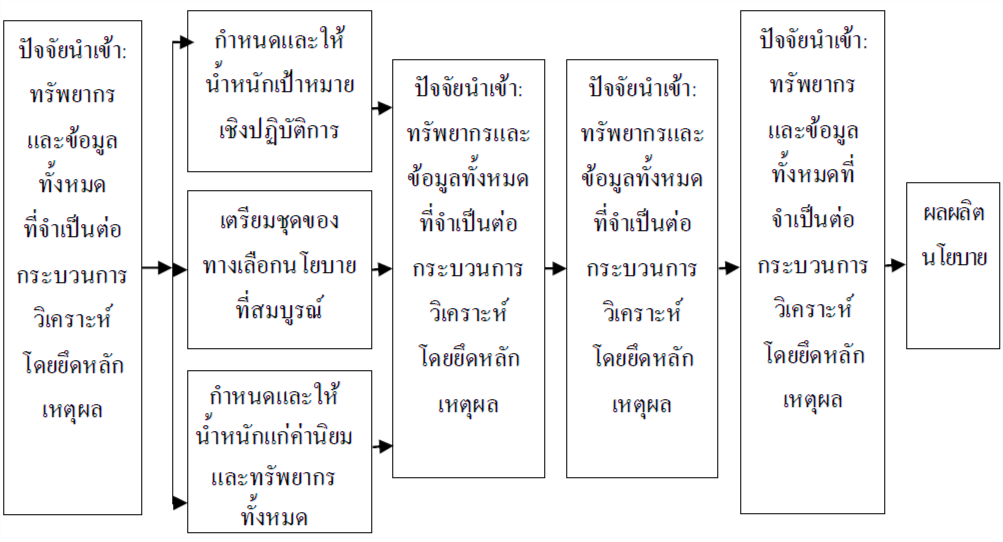 ปัจจัยนำเข้า:
ทรัพยากร
และข้อมูล
ทั้งหมด
ที่จำเป็นต่อ
กระบวนการ
วิเคราะห์
โดยยึดหลัก
เหตุผล
กำหนดและให้
น้ำหนักเป้าหมาย
เชิงปฏิบัติการ
เตรียมชุดของ
ทางเลือกนโยบาย
ที่สมบูรณ์
กำหนดและให้
น้ำหนักแก่ค่านิยม
และทรัพยากร
ทั้งหมด
ปัจจัยนำเข้า:
ทรัพยากรและ
ข้อมูลทั้งหมด
ที่จำเป็นต่อ
กระบวนการ
วิเคราะห์
โดยยึดหลัก
เหตุผล
ปัจจัยนำเข้า:
ทรัพยากรและ
ข้อมูลทั้งหมด
ที่จำเป็นต่อ
กระบวนการ
วิเคราะห์
โดยยึดหลัก
เหตุผล
ปัจจัยนำเข้า:
ทรัพยากร
และข้อมูล
ทั้งหมดที่
จำเป็นต่อ
กระบวนการ
วิเคราะห์
โดยยึดหลัก
เหตุผล
ผลผลิต
นโยบาย